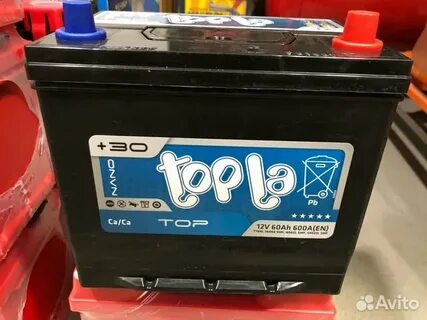 +30
topla
Pb
Ca/Ca
TOP
12V 60Ah 600A(EN)
Avito